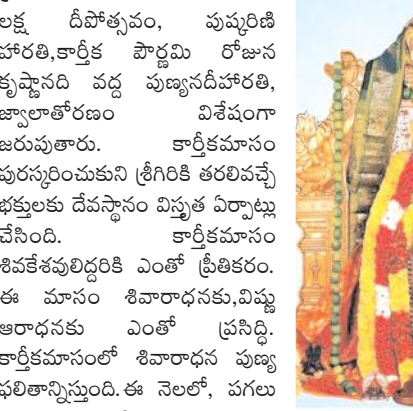 లక్ష దీపోత్సవం, పుష్కరిణి
హారతి,కార్తీక పౌర్ణమి రోజున
కృష్ణానది వద్ద పుణ్యనదీహారతి,
జ్వాలాతోరణం విశేషంగా
జరుపుతారు. కార్తీకమాసం
పురస్కరించుకుని శ్రీగిరికి తరలివచ్చే
భక్తులకు దేవస్థానం విస్తృత ఏర్పాట్లు
చేసింది. కార్తీకమాసం
శివకేశవులిద్దరికి ఎంతో ప్రీతికరం.
ఈ మాసం శివారాధనకు,విష్ణు
ఆరాధనకు ఎంతో ప్రసిద్ధి.
కార్తీకమాసంలో శివారాధన పుణ్య
ఫలితాన్నిస్తుంది.ఈ నెలలో, పగలు